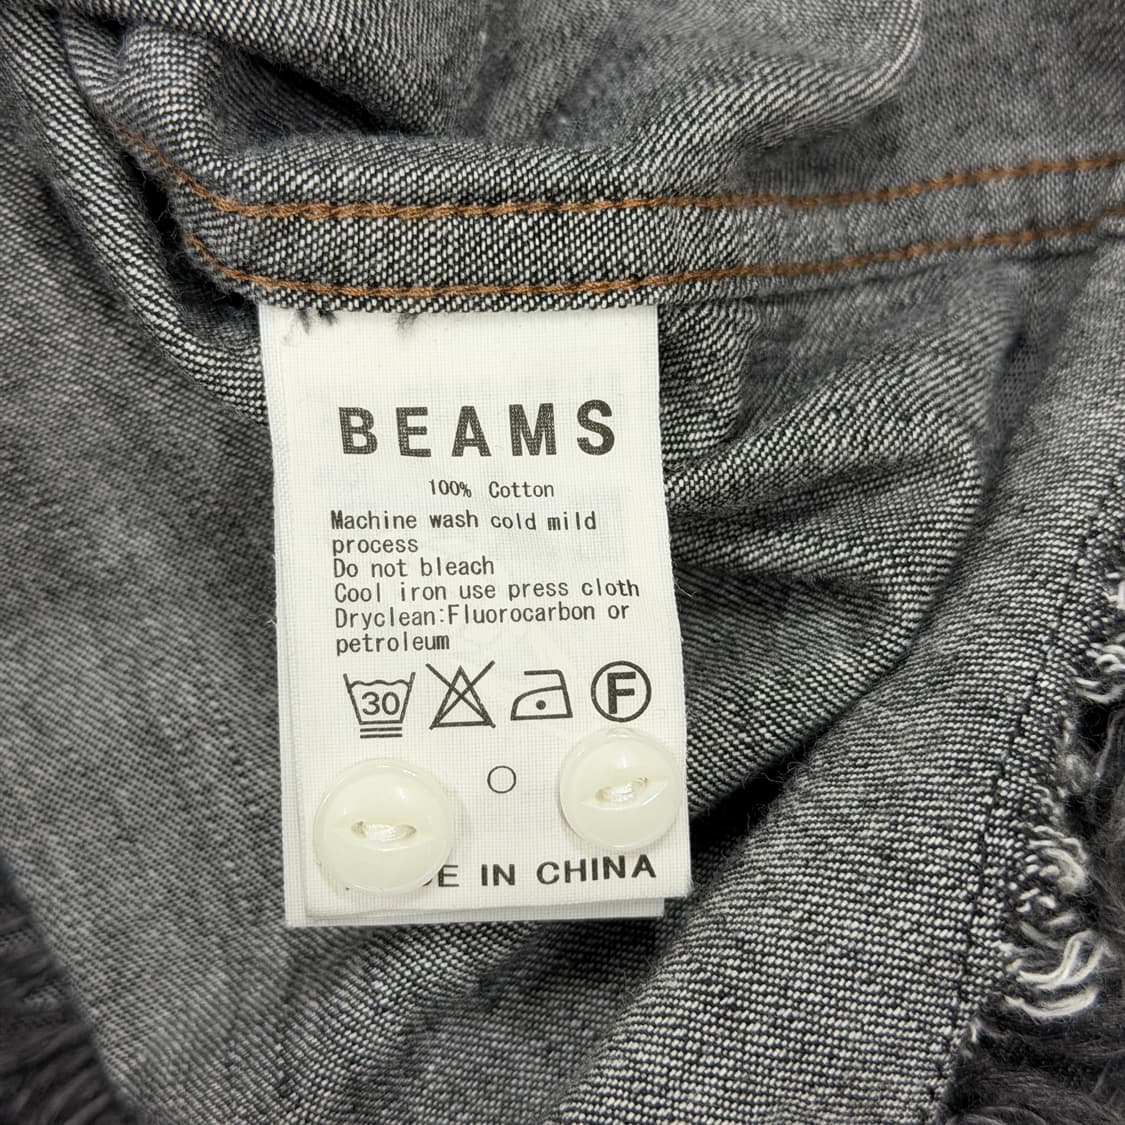 BEAMS
100% Cotton
Machine wash cold mild
process
Do not bleach
Cool iron use press cloth
Dryclean:Fluorocarbon or
petroleum
30 F
IN CHINA